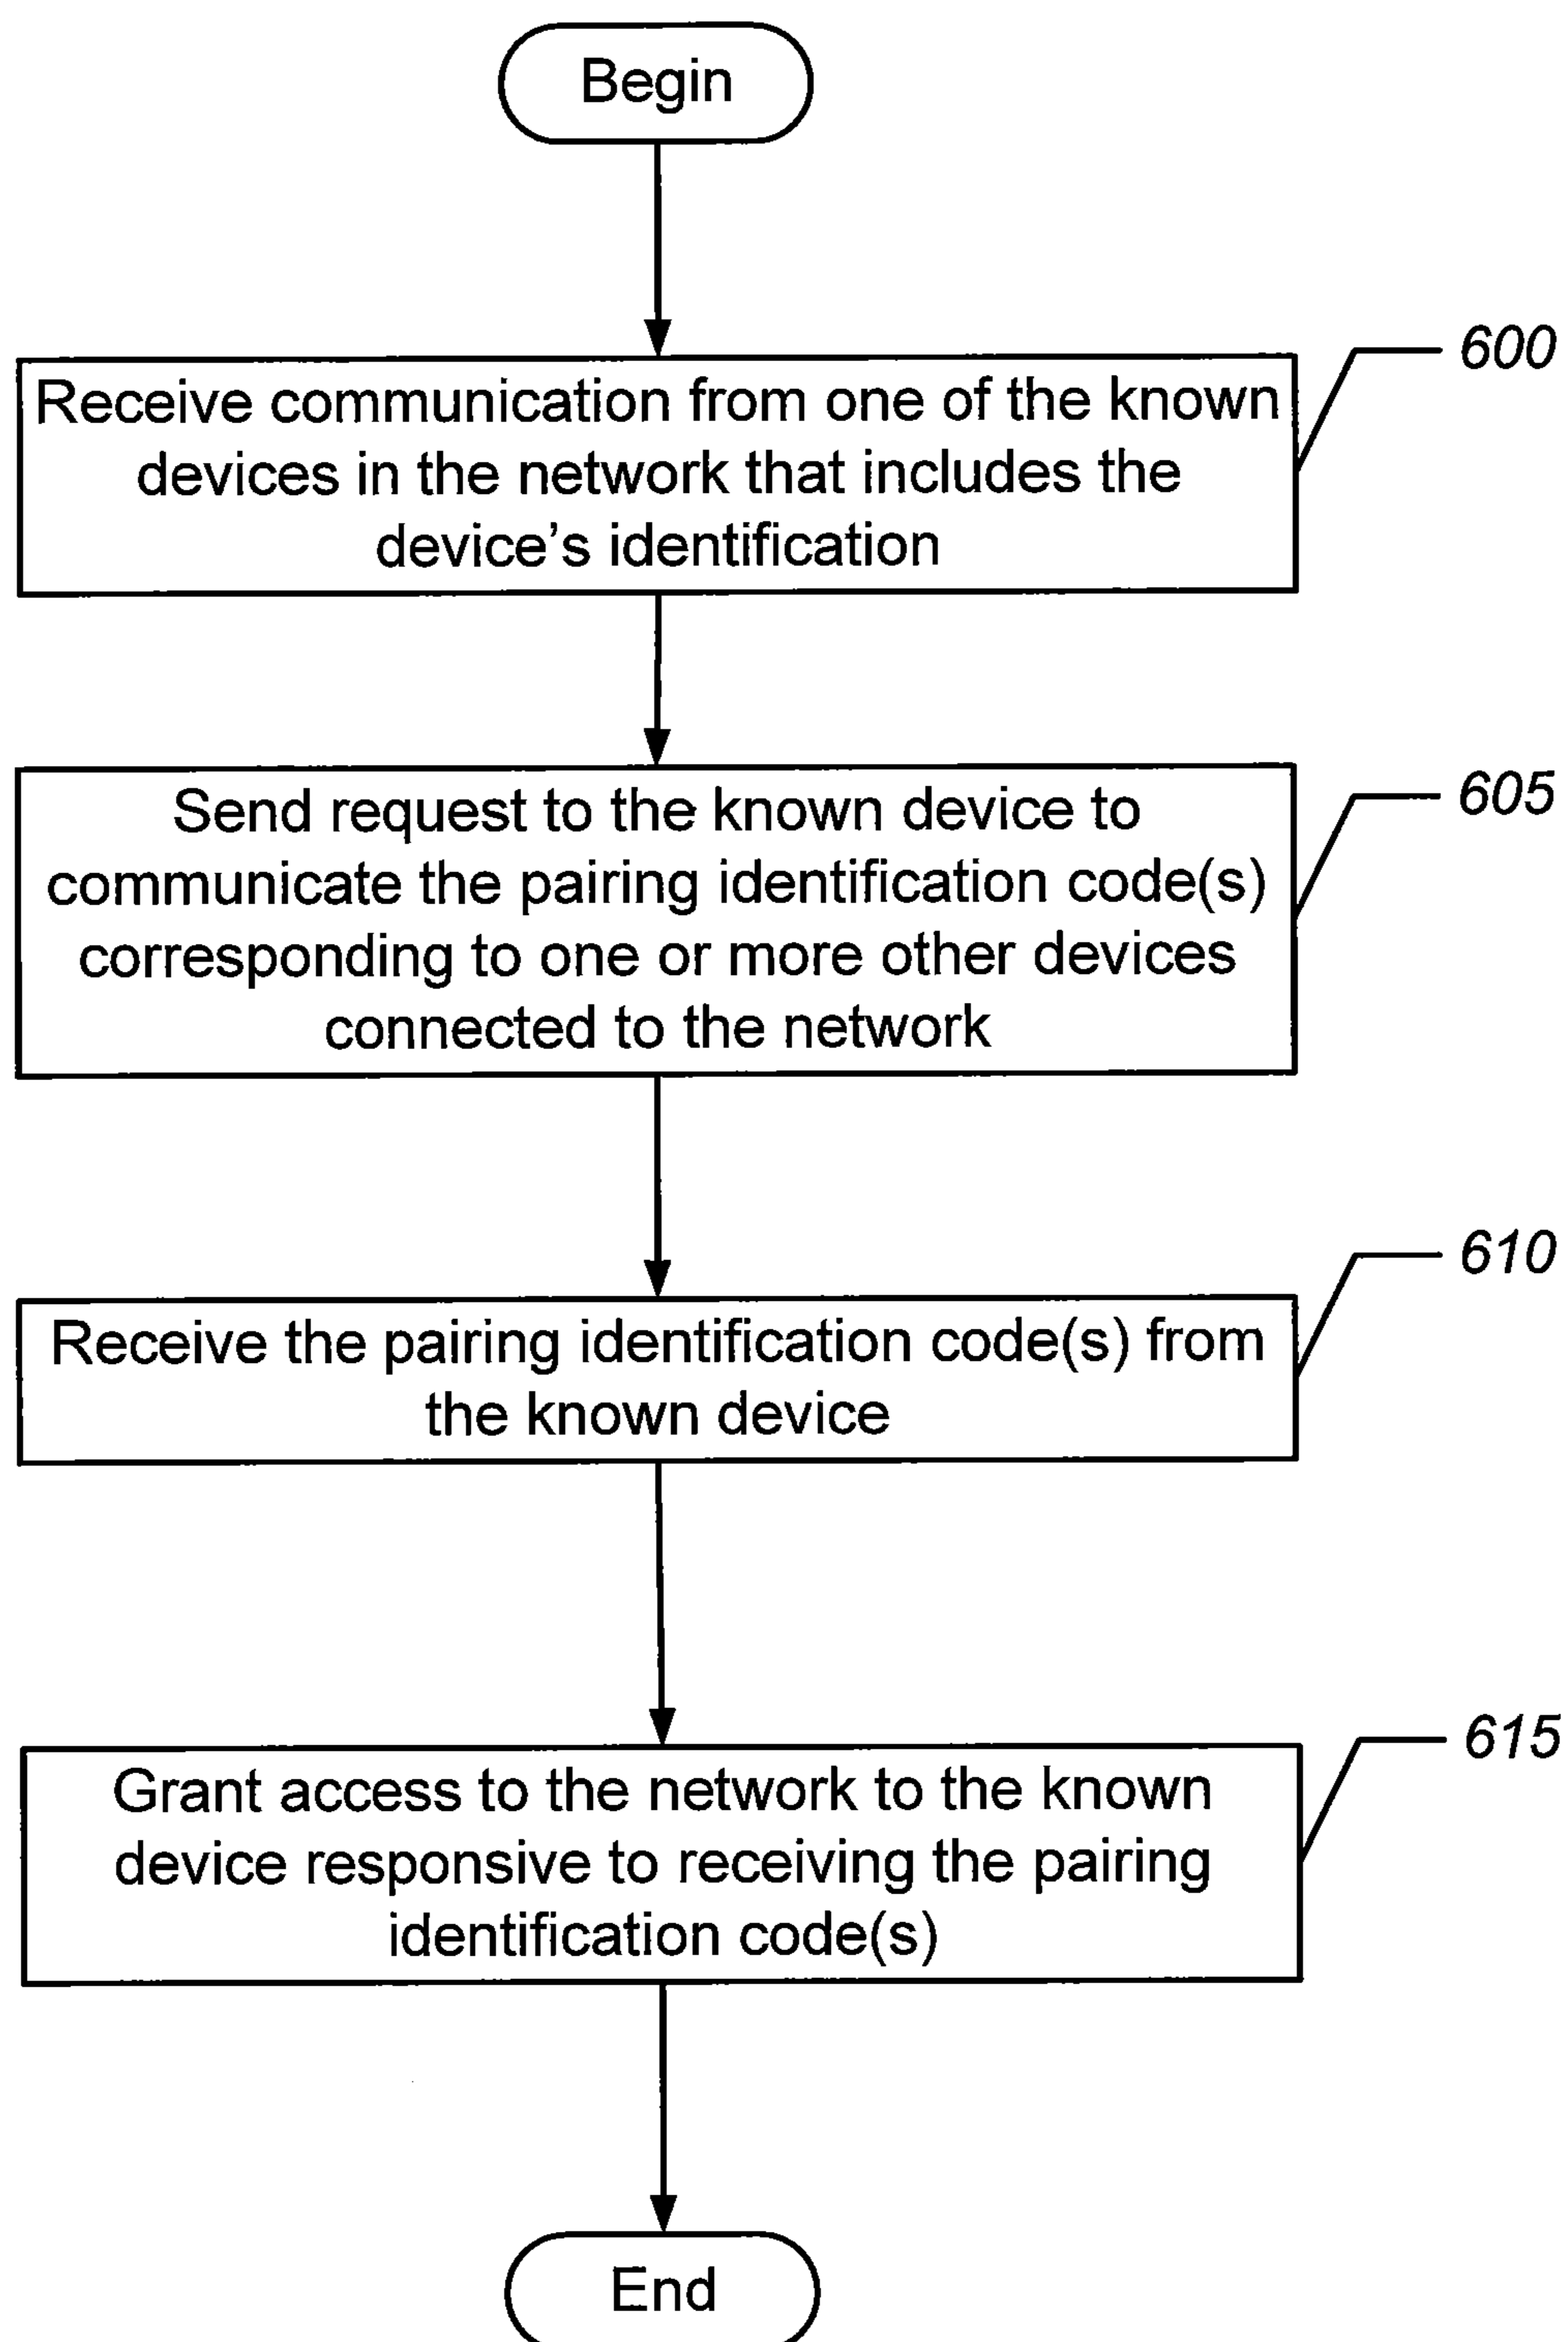 Begin
600
Receive communication from one of the known
devices in the network that includes the
device's identification
605
Send request to the known device to
communicate the pairing identification code(s)
corresponding to one or more other devices
connected to the network
610
Receive the pairing identification code(s) from
the known device
615
Grant access to the network to the known
device responsive to receiving the pairing
identification code(s)
End